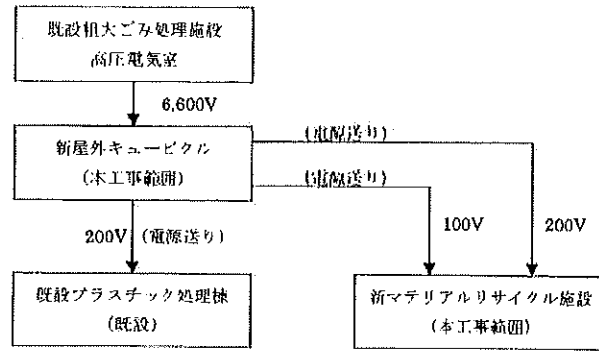 既設粗大ごみ処理施設
高圧電気室
6,600V
新屋外キュービクル
(本工事範囲)
(電源送り)
(電源送り)
200V (電源送り)
100V
200V
既設プラスチック処理棟
(既設)
新マテリアルリサイクル施設
(本工事範囲)